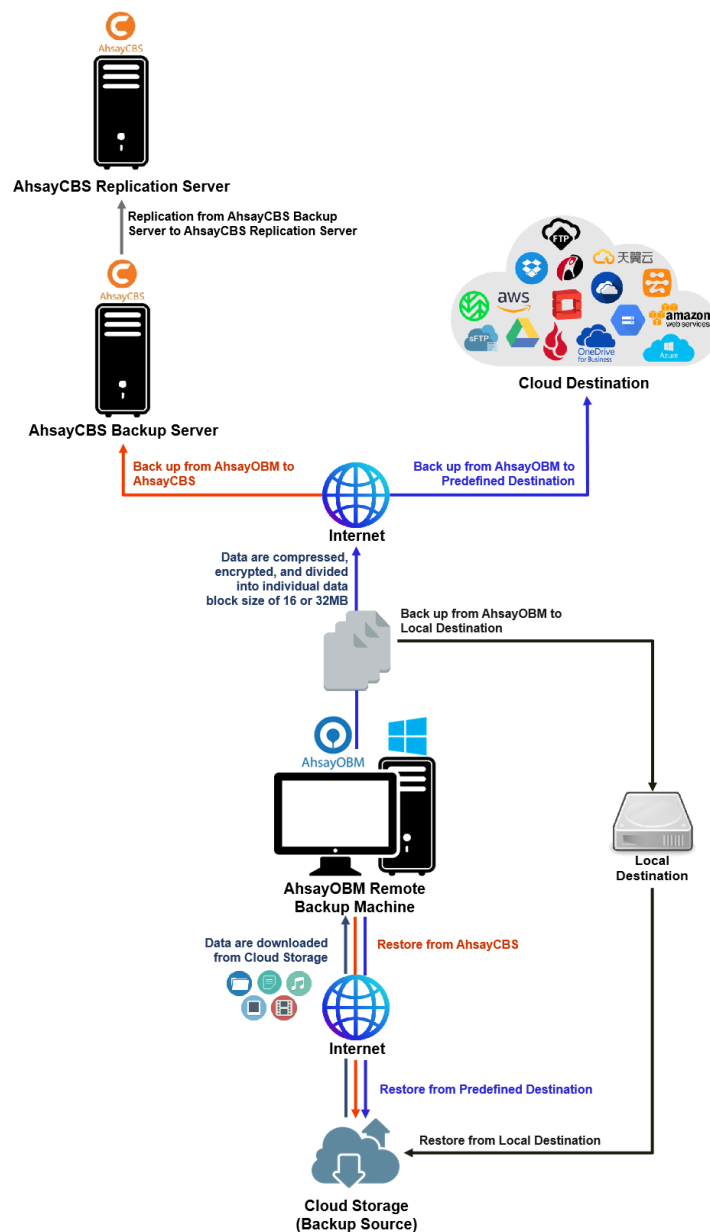 AhsayCBS
AhsayCBS Replication Server
Replication from AhsayCBS Backup
Server to AhsayCBS Replication Server
AhsayCBS
AhsayCBS Backup Server
FTP
天翼云
aws
amazon
web services
sFTP
OneDrive
for Business
Azure
Cloud Destination
Back up from AhsayOBM to
AhsayCBS
Back up from AhsayOBM to
Predefined Destination
Internet
Data are compressed,
encrypted, and divided
into individual data
block size of 16 or 32MB
Back up from AhsayOBM to
Local Destination
AhsayOBM
Local
Destination
AhsayOBM Remote
Backup Machine
Data are downloaded
from Cloud Storage
Restore from AhsayCBS
Internet
Restore from Predefined Destination
Restore from Local Destination
Cloud Storage
(Backup Source)